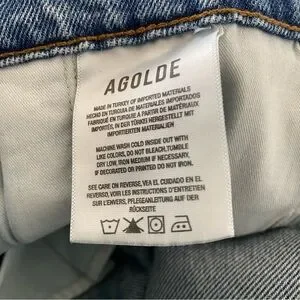 AGOLDE
MADE IN TURKEY OF IMPORTED MATERIALS
HECHO EN TURQUIA DE MATERIALES IMPORTADOS
FABRIQUÉ EN TURQUIE A PARTIR DE MATÉRIAUX
IMPORTÉS, IN DER TÜRKEI HERGESTELLT MIT
IMPORTIERTEN MATERIALIEN
MACHINE WASH COLD INSIDE OUT WITH
LIKE COLORS, DO NOT BLEACH, TUMBLE
DRY LOW, IRON MEDIUM IF NECESSARY,
IF DECORATED OR PRINTED DO NOT IRON.
SEE CARE ON REVERSE, VEA EL CUIDADO EN EL
REVERSO, VOIR LES INSTRUCTIONS D'ENTRETIEN
SUR L'ENVERS, PFLEGEANLEITUNG AUF DER
RÜCKSEITE